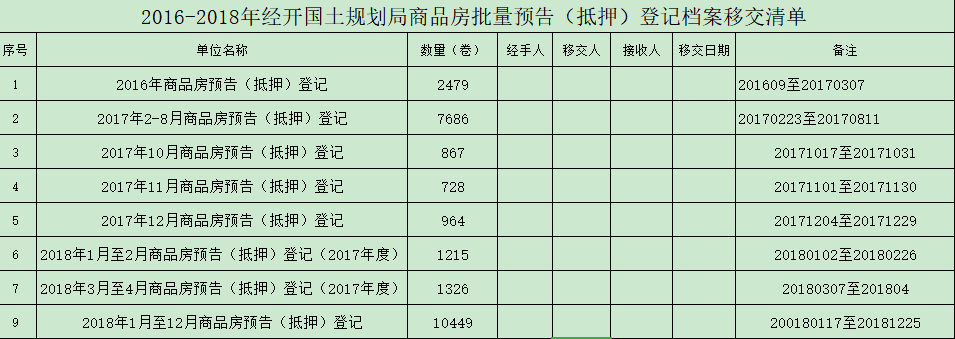 2016-2018年经开国土规划局商品房批量预告（抵押）登记档案移交清单
序号 单位名称 数量（卷） 经手人 移交人 接收人 移交日期 备注
1 2016年商品房预告（抵押）登记 2479 201609至20170307
2 2017年2-8月商品房预告（抵押）登记 7686 20170223至20170811
3 2017年10月商品房预告（抵押）登记 867 20171017至20171031
4 2017年11月商品房预告（抵押）登记 728 20171101至20171130
5 2017年12月商品房预告（抵押）登记 964 20171204至20171229
6 2018年1月至2月商品房预告（抵押）登记（2017年度） 1215 20180102至20180226
7 2018年3月至4月商品房预告（抵押）登记（2017年度） 1326 20180307至201804
9 2018年1月至12月商品房预告（抵押）登记 10449 200180117至20181225